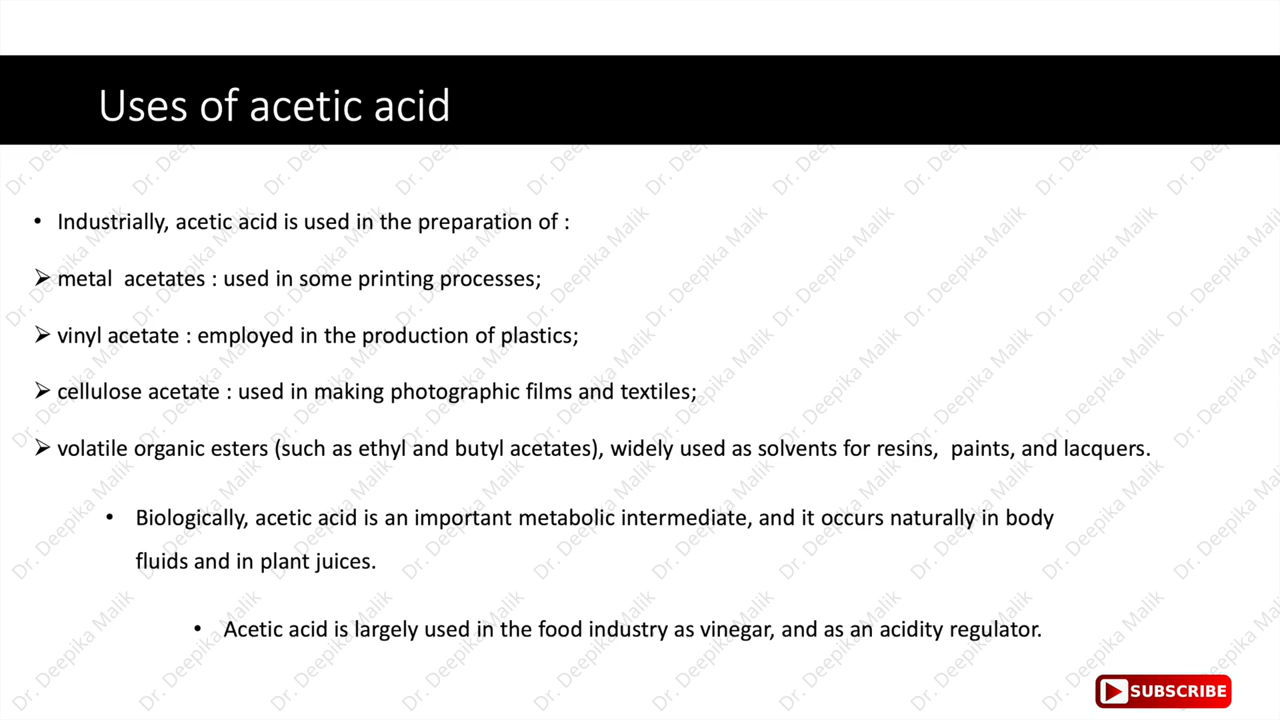 Uses of acetic acid
• Industrially, acetic acid is used in the preparation of :
➢ metal acetates : used in some printing processes;
➢ vinyl acetate : employed in the production of plastics;
➢ cellulose acetate : used in making photographic films and textiles;
➢ volatile organic esters (such as ethyl and butyl acetates), widely used as solvents for resins, paints, and lacquers.
• Biologically, acetic acid is an important metabolic intermediate, and it occurs naturally in body
fluids and in plant juices.
• Acetic acid is largely used in the food industry as vinegar, and as an acidity regulator.
SUBSCRIBE
Dr. Deepika Malik